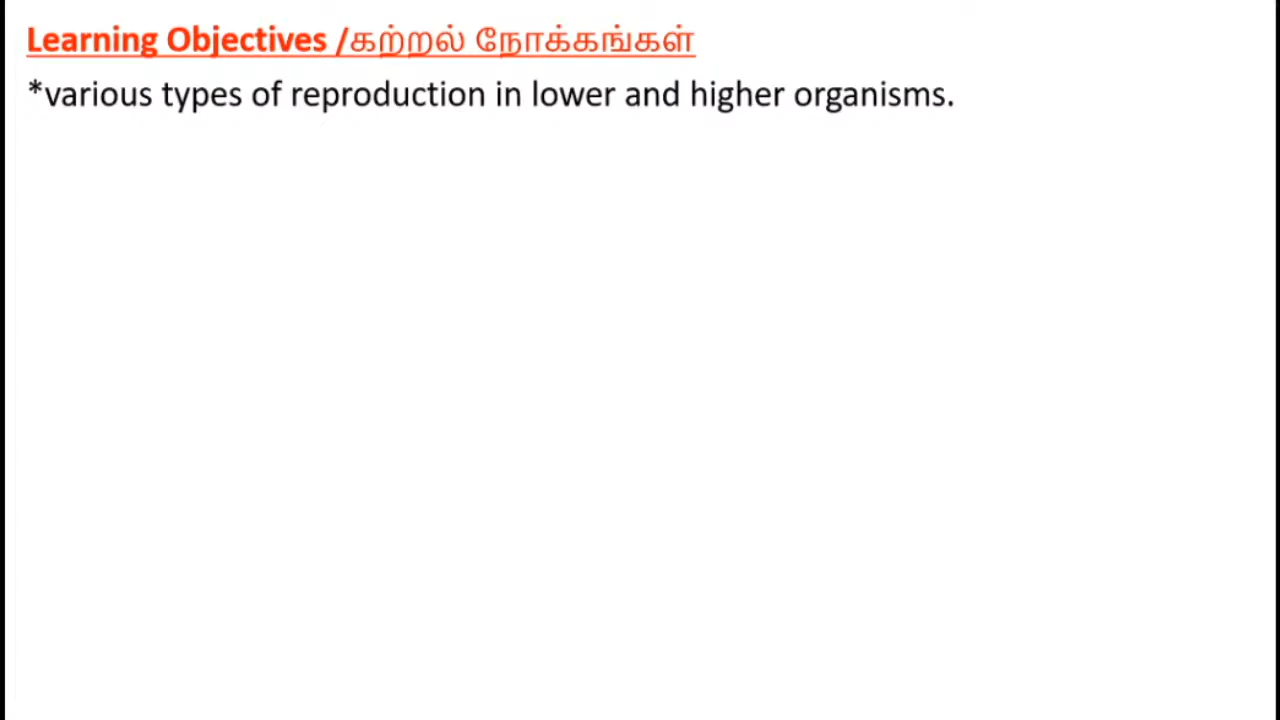 Learning Objectives /கற்றல் நோக்கங்கள்
*various types of reproduction in lower and higher organisms.